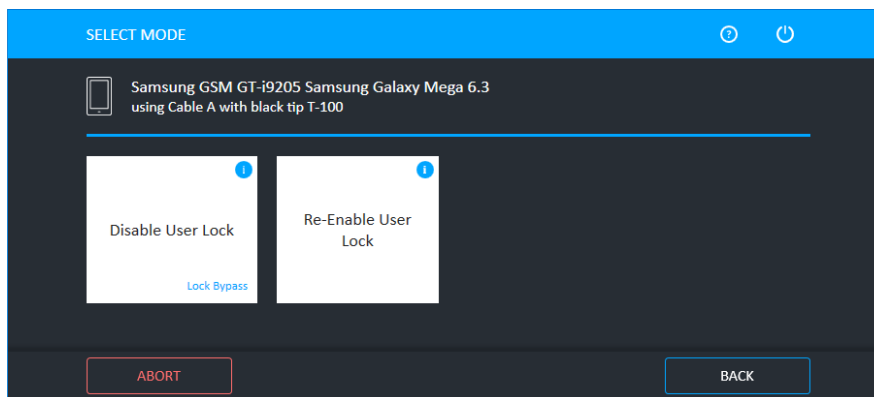 SELECT MODE
Samsung GSM GT-i9205 Samsung Galaxy Mega 6.3
using Cable A with black tip T-100
Disable User Lock
Lock Bypass
Re-Enable User
Lock
ABORT
BACK